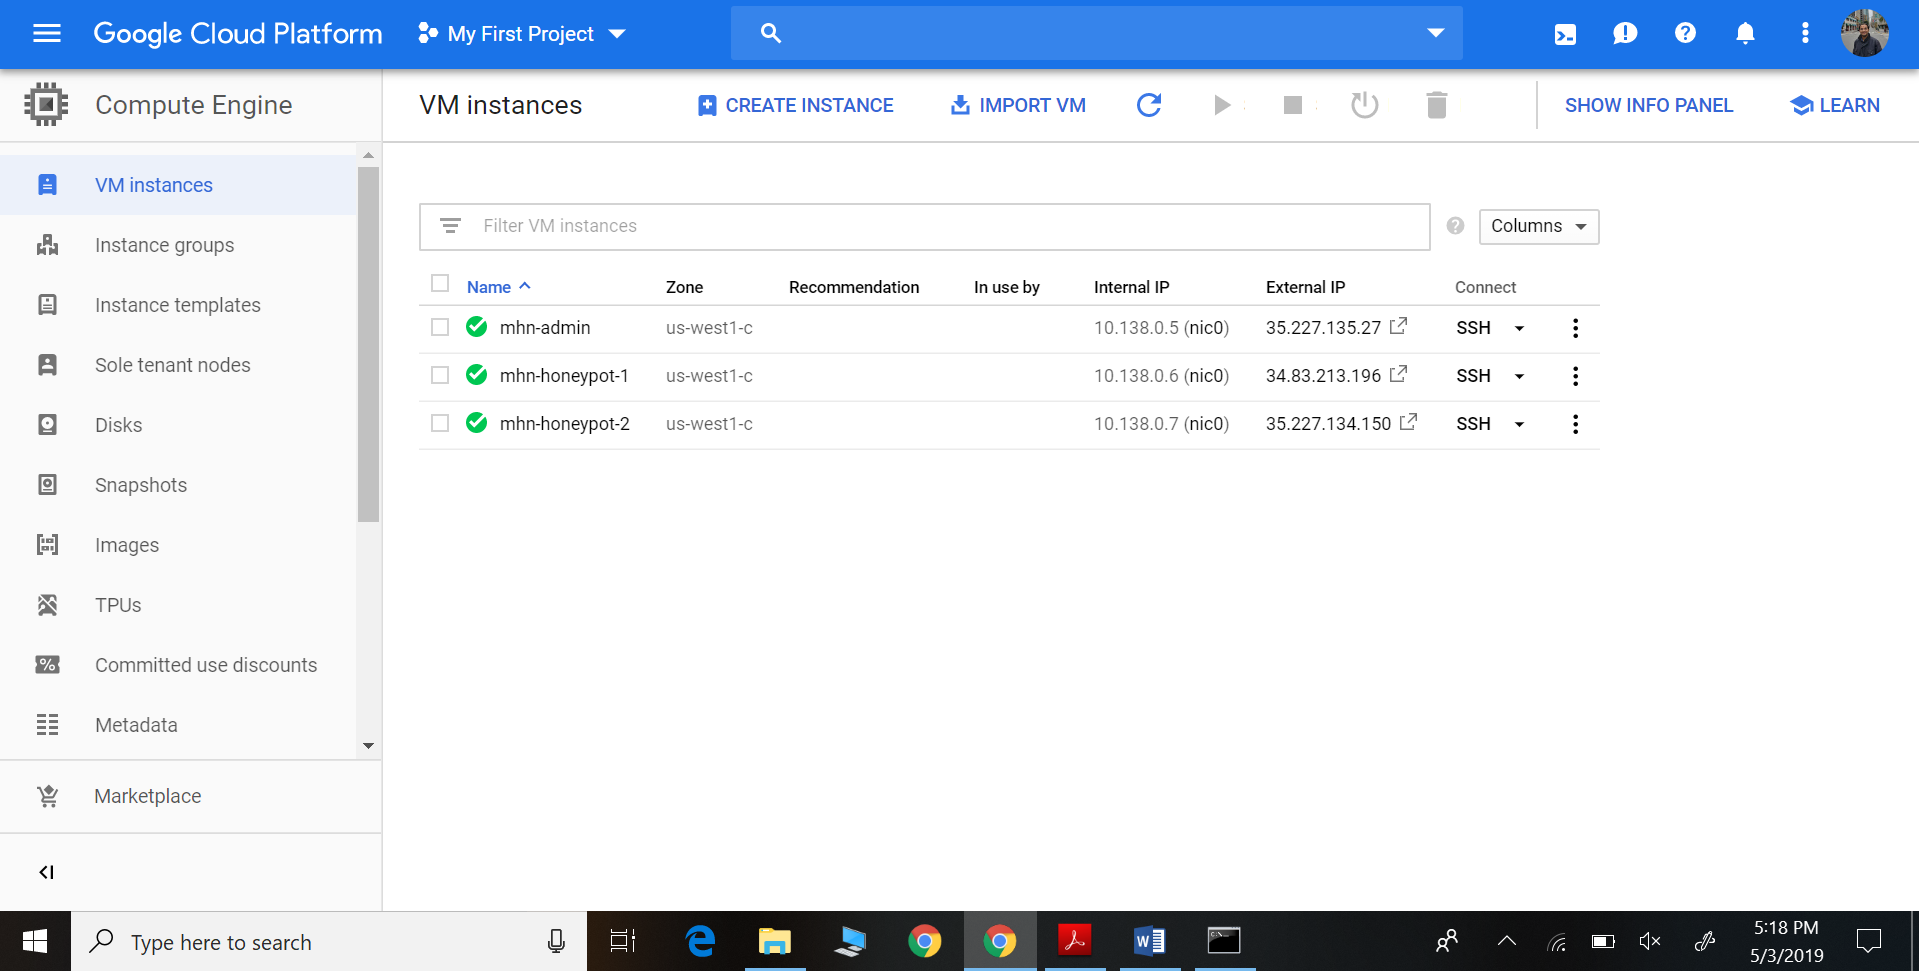 Google Cloud Platform
My First Project
Compute Engine
VM instances
CREATE INSTANCE
IMPORT VM
SHOW INFO PANEL
LEARN
VM instances
Instance groups
Instance templates
Sole tenant nodes
Disks
Snapshots
Images
TPUs
Committed use discounts
Metadata
Marketplace
Filter VM instances
Columns
Name Zone Recommendation In use by Internal IP External IP Connect
mhn-admin us-west1-c 10.138.0.5 (nic0) 35.227.135.27 SSH
mhn-honeypot-1 us-west1-c 10.138.0.6 (nic0) 34.83.213.196 SSH
mhn-honeypot-2 us-west1-c 10.138.0.7 (nic0) 35.227.134.150 SSH
Type here to search
5:18 PM
5/3/2019